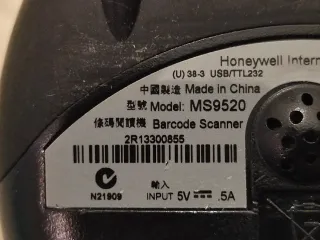 Honeywell Intern
(U) 38-3 USB/TTL232
中國製造 Made in China
型號 Model: MS9520
條碼閱讀機 Barcode Scanner
2R13300855
N21909
輸入
INPUT 5V ⎓ .5A